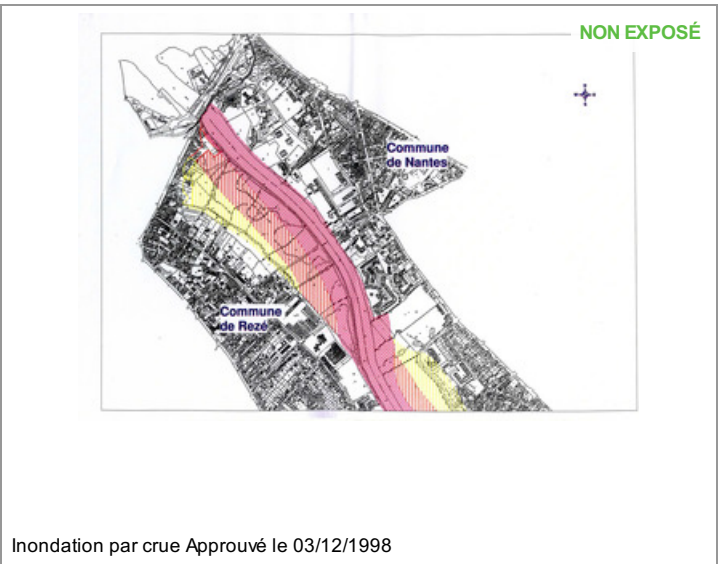 NON EXPOSÉ
Commune
de Nantes
Commune
de Rezé
Inondation par crue Approuvé le 03/12/1998